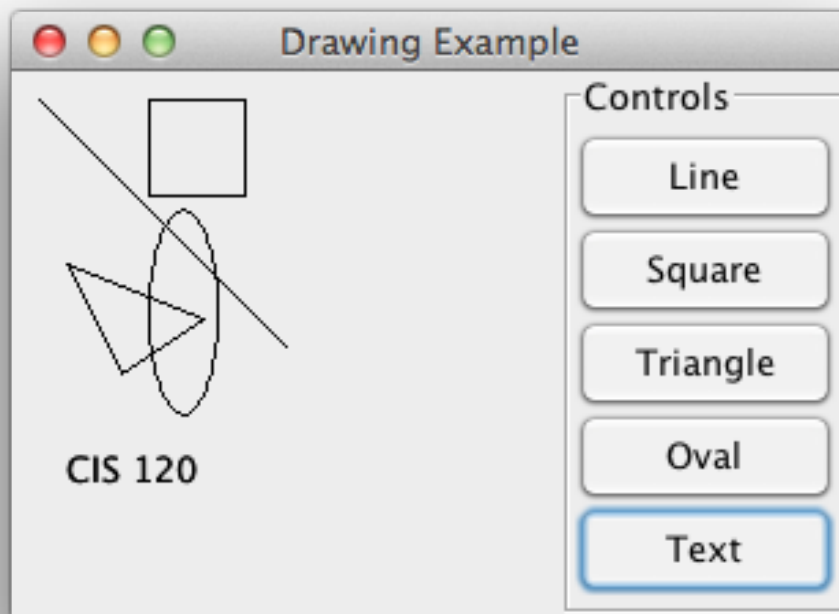 Drawing Example
Controls
Line
Square
Triangle
Oval
Text
CIS 120